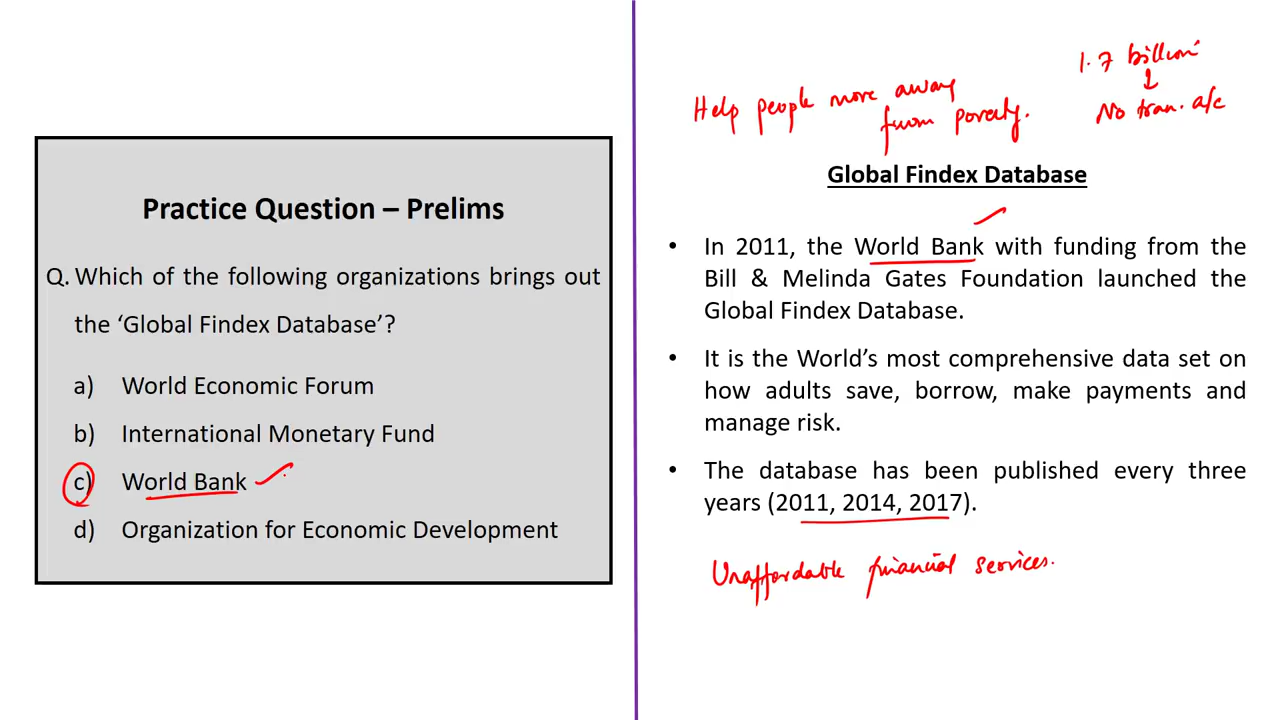 Practice Question – Prelims
Q. Which of the following organizations brings out
the ‘Global Findex Database’?
a) World Economic Forum
b) International Monetary Fund
c) World Bank
d) Organization for Economic Development
Help people move away
from poverty.
1.7 billion
No tran. a/c
Global Findex Database
• In 2011, the World Bank with funding from the
Bill & Melinda Gates Foundation launched the
Global Findex Database.
• It is the World’s most comprehensive data set on
how adults save, borrow, make payments and
manage risk.
• The database has been published every three
years (2011, 2014, 2017).
Unaffordable financial services.